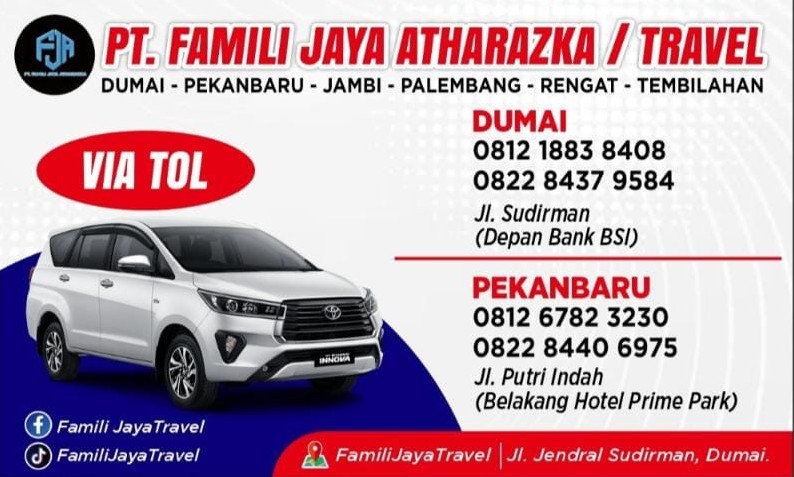 FJA
PT. FAMILI JAYA ATHARAZKA / TRAVEL
DUMAI - PEKANBARU - JAMBI - PALEMBANG - RENGAT - TEMBILAHAN
VIA TOL
DUMAI
0812 1883 8408
0822 8437 9584
Jl. Sudirman
(Depan Bank BSI)
PEKANBARU
0812 6782 3230
0822 8440 6975
Jl. Putri Indah
(Belakang Hotel Prime Park)
INNOVA
Famili JayaTravel
FamiliJayaTravel
FamiliJayaTravel | Jl. Jendral Sudirman, Dumai.